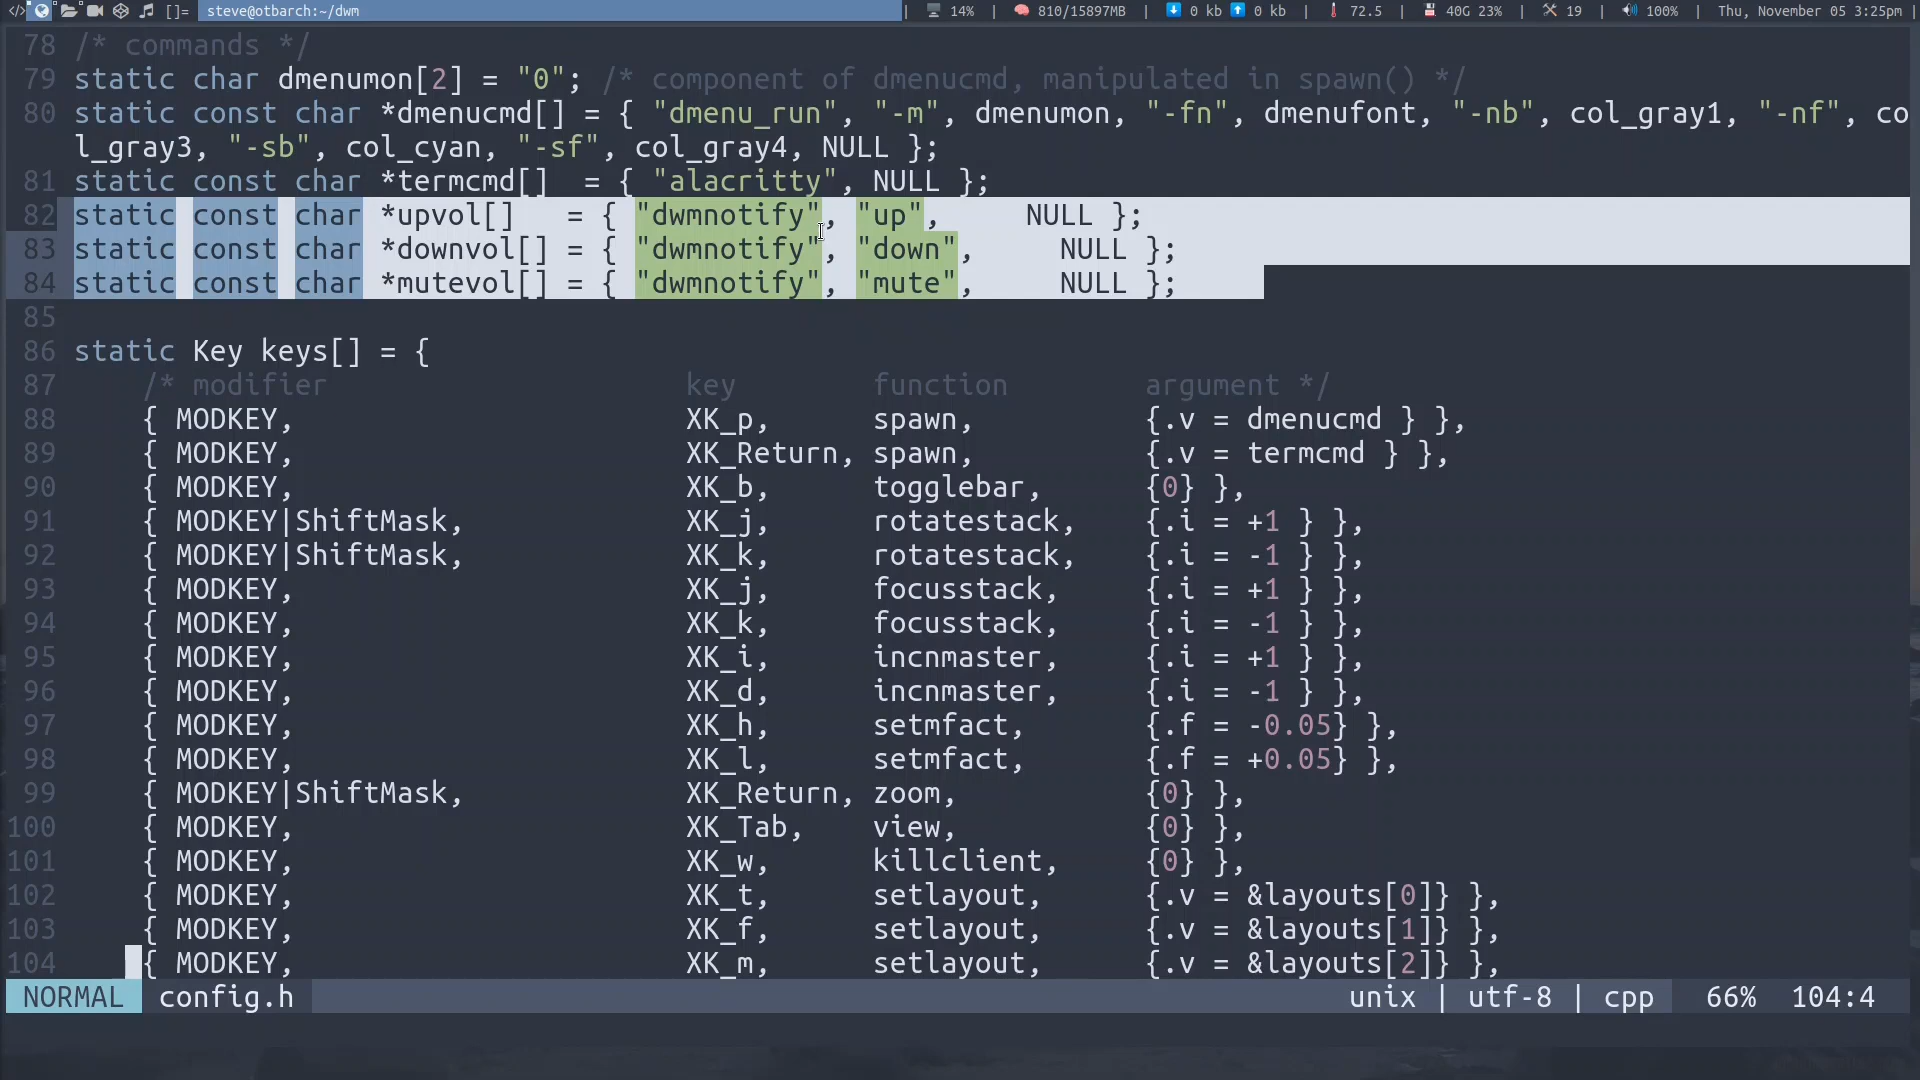 </> []= steve@otbarch:~/dwm | 14% | 810/15897MB | 0 kb 0 kb | 72.5 | 40G 23% | 19 | 100% | Thu, November 05 3:25pm |
78 /* commands */
79 static char dmenumon[2] = "0"; /* component of dmenucmd, manipulated in spawn() */
80 static const char *dmenucmd[] = { "dmenu_run", "-m", dmenumon, "-fn", dmenufont, "-nb", col_gray1, "-nf", co
l_gray3, "-sb", col_cyan, "-sf", col_gray4, NULL };
81 static const char *termcmd[]  = { "alacritty", NULL };
82 static const char *upvol[]   = { "dwmnotify", "up",     NULL };
83 static const char *downvol[] = { "dwmnotify", "down",     NULL };
84 static const char *mutevol[] = { "dwmnotify", "mute",     NULL };
85
86 static Key keys[] = {
87     /* modifier                     key        function        argument */
88     { MODKEY,                       XK_p,      spawn,          {.v = dmenucmd } },
89     { MODKEY,                       XK_Return, spawn,          {.v = termcmd } },
90     { MODKEY,                       XK_b,      togglebar,      {0} },
91     { MODKEY|ShiftMask,             XK_j,      rotatestack,    {.i = +1 } },
92     { MODKEY|ShiftMask,             XK_k,      rotatestack,    {.i = -1 } },
93     { MODKEY,                       XK_j,      focusstack,     {.i = +1 } },
94     { MODKEY,                       XK_k,      focusstack,     {.i = -1 } },
95     { MODKEY,                       XK_i,      incnmaster,     {.i = +1 } },
96     { MODKEY,                       XK_d,      incnmaster,     {.i = -1 } },
97     { MODKEY,                       XK_h,      setmfact,       {.f = -0.05} },
98     { MODKEY,                       XK_l,      setmfact,       {.f = +0.05} },
99     { MODKEY|ShiftMask,             XK_Return, zoom,           {0} },
100     { MODKEY,                       XK_Tab,    view,           {0} },
101     { MODKEY,                       XK_w,      killclient,     {0} },
102     { MODKEY,                       XK_t,      setlayout,      {.v = &layouts[0]} },
103     { MODKEY,                       XK_f,      setlayout,      {.v = &layouts[1]} },
104     { MODKEY,                       XK_m,      setlayout,      {.v = &layouts[2]} },
NORMAL config.h unix | utf-8 | cpp 66% 104:4